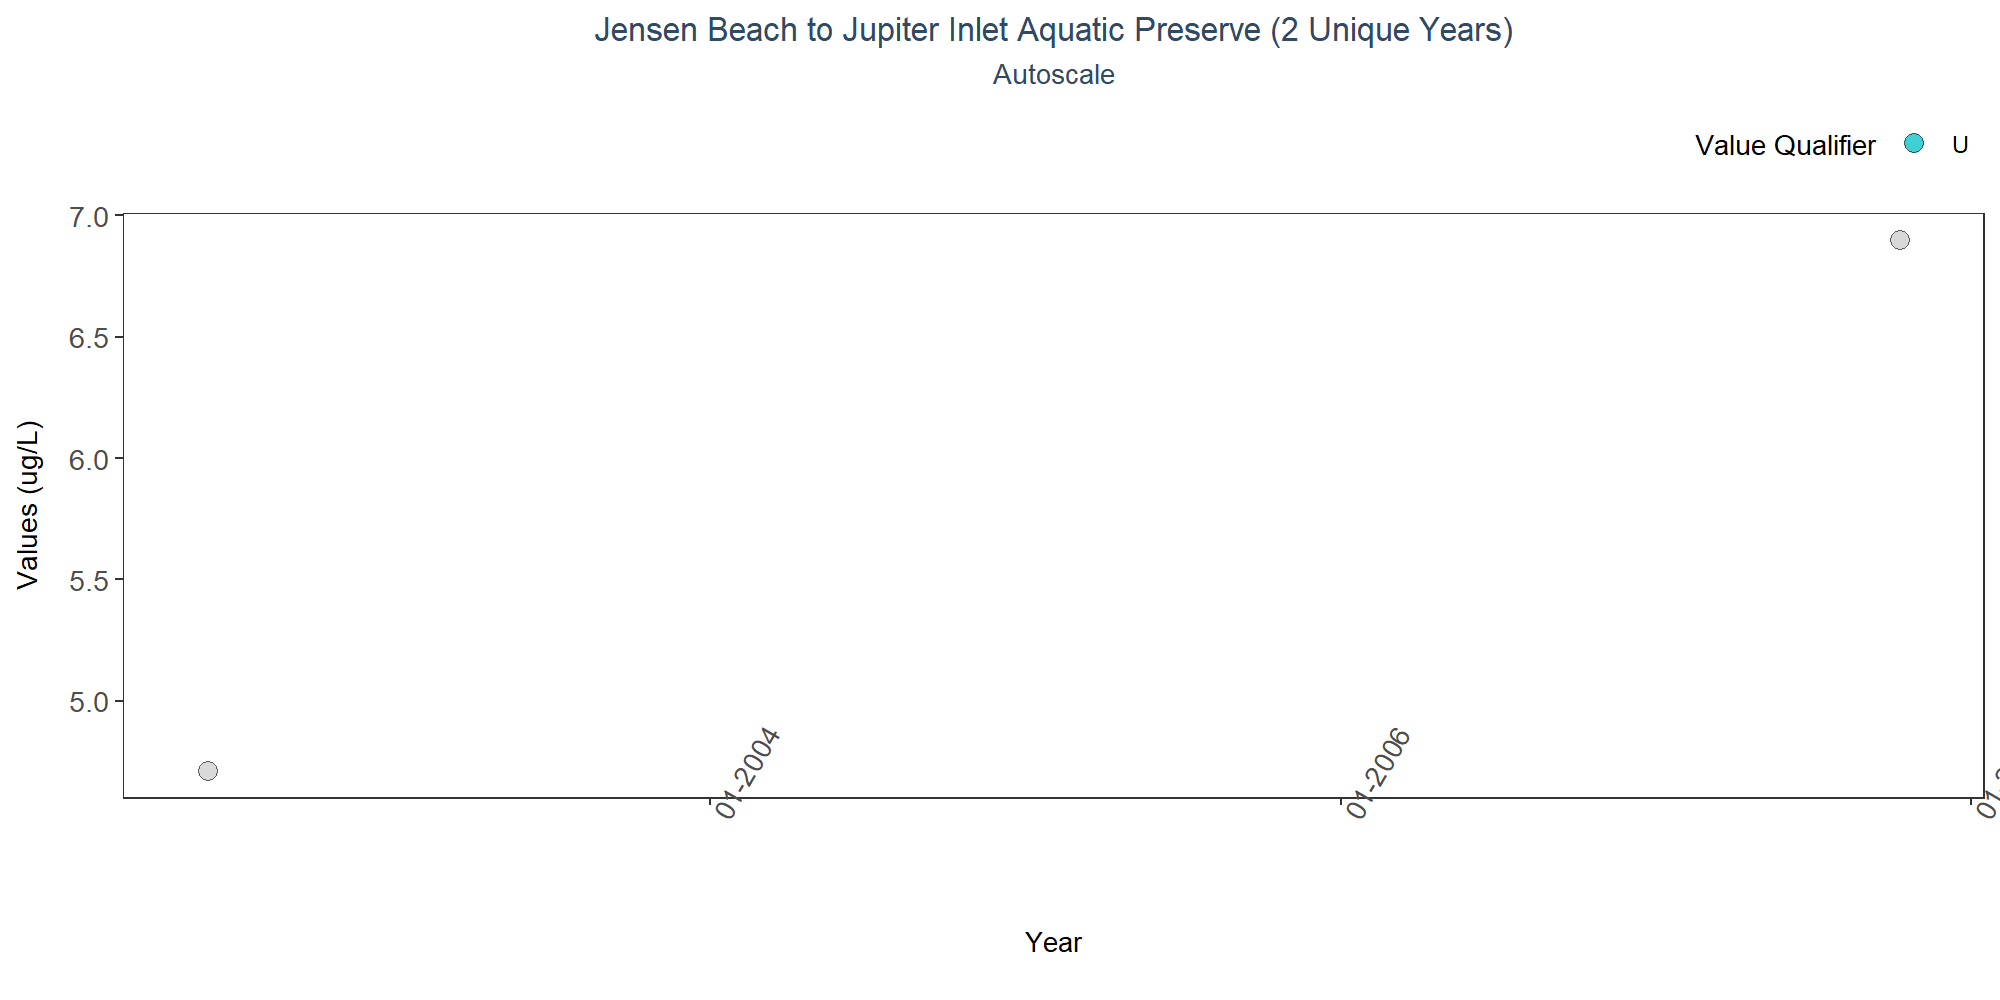 Jensen Beach to Jupiter Inlet Aquatic Preserve (2 Unique Years)
Autoscale
Value Qualifier U
7.0
6.5
6.0
5.5
5.0
Values (ug/L)
01-2004
01-2006
Year